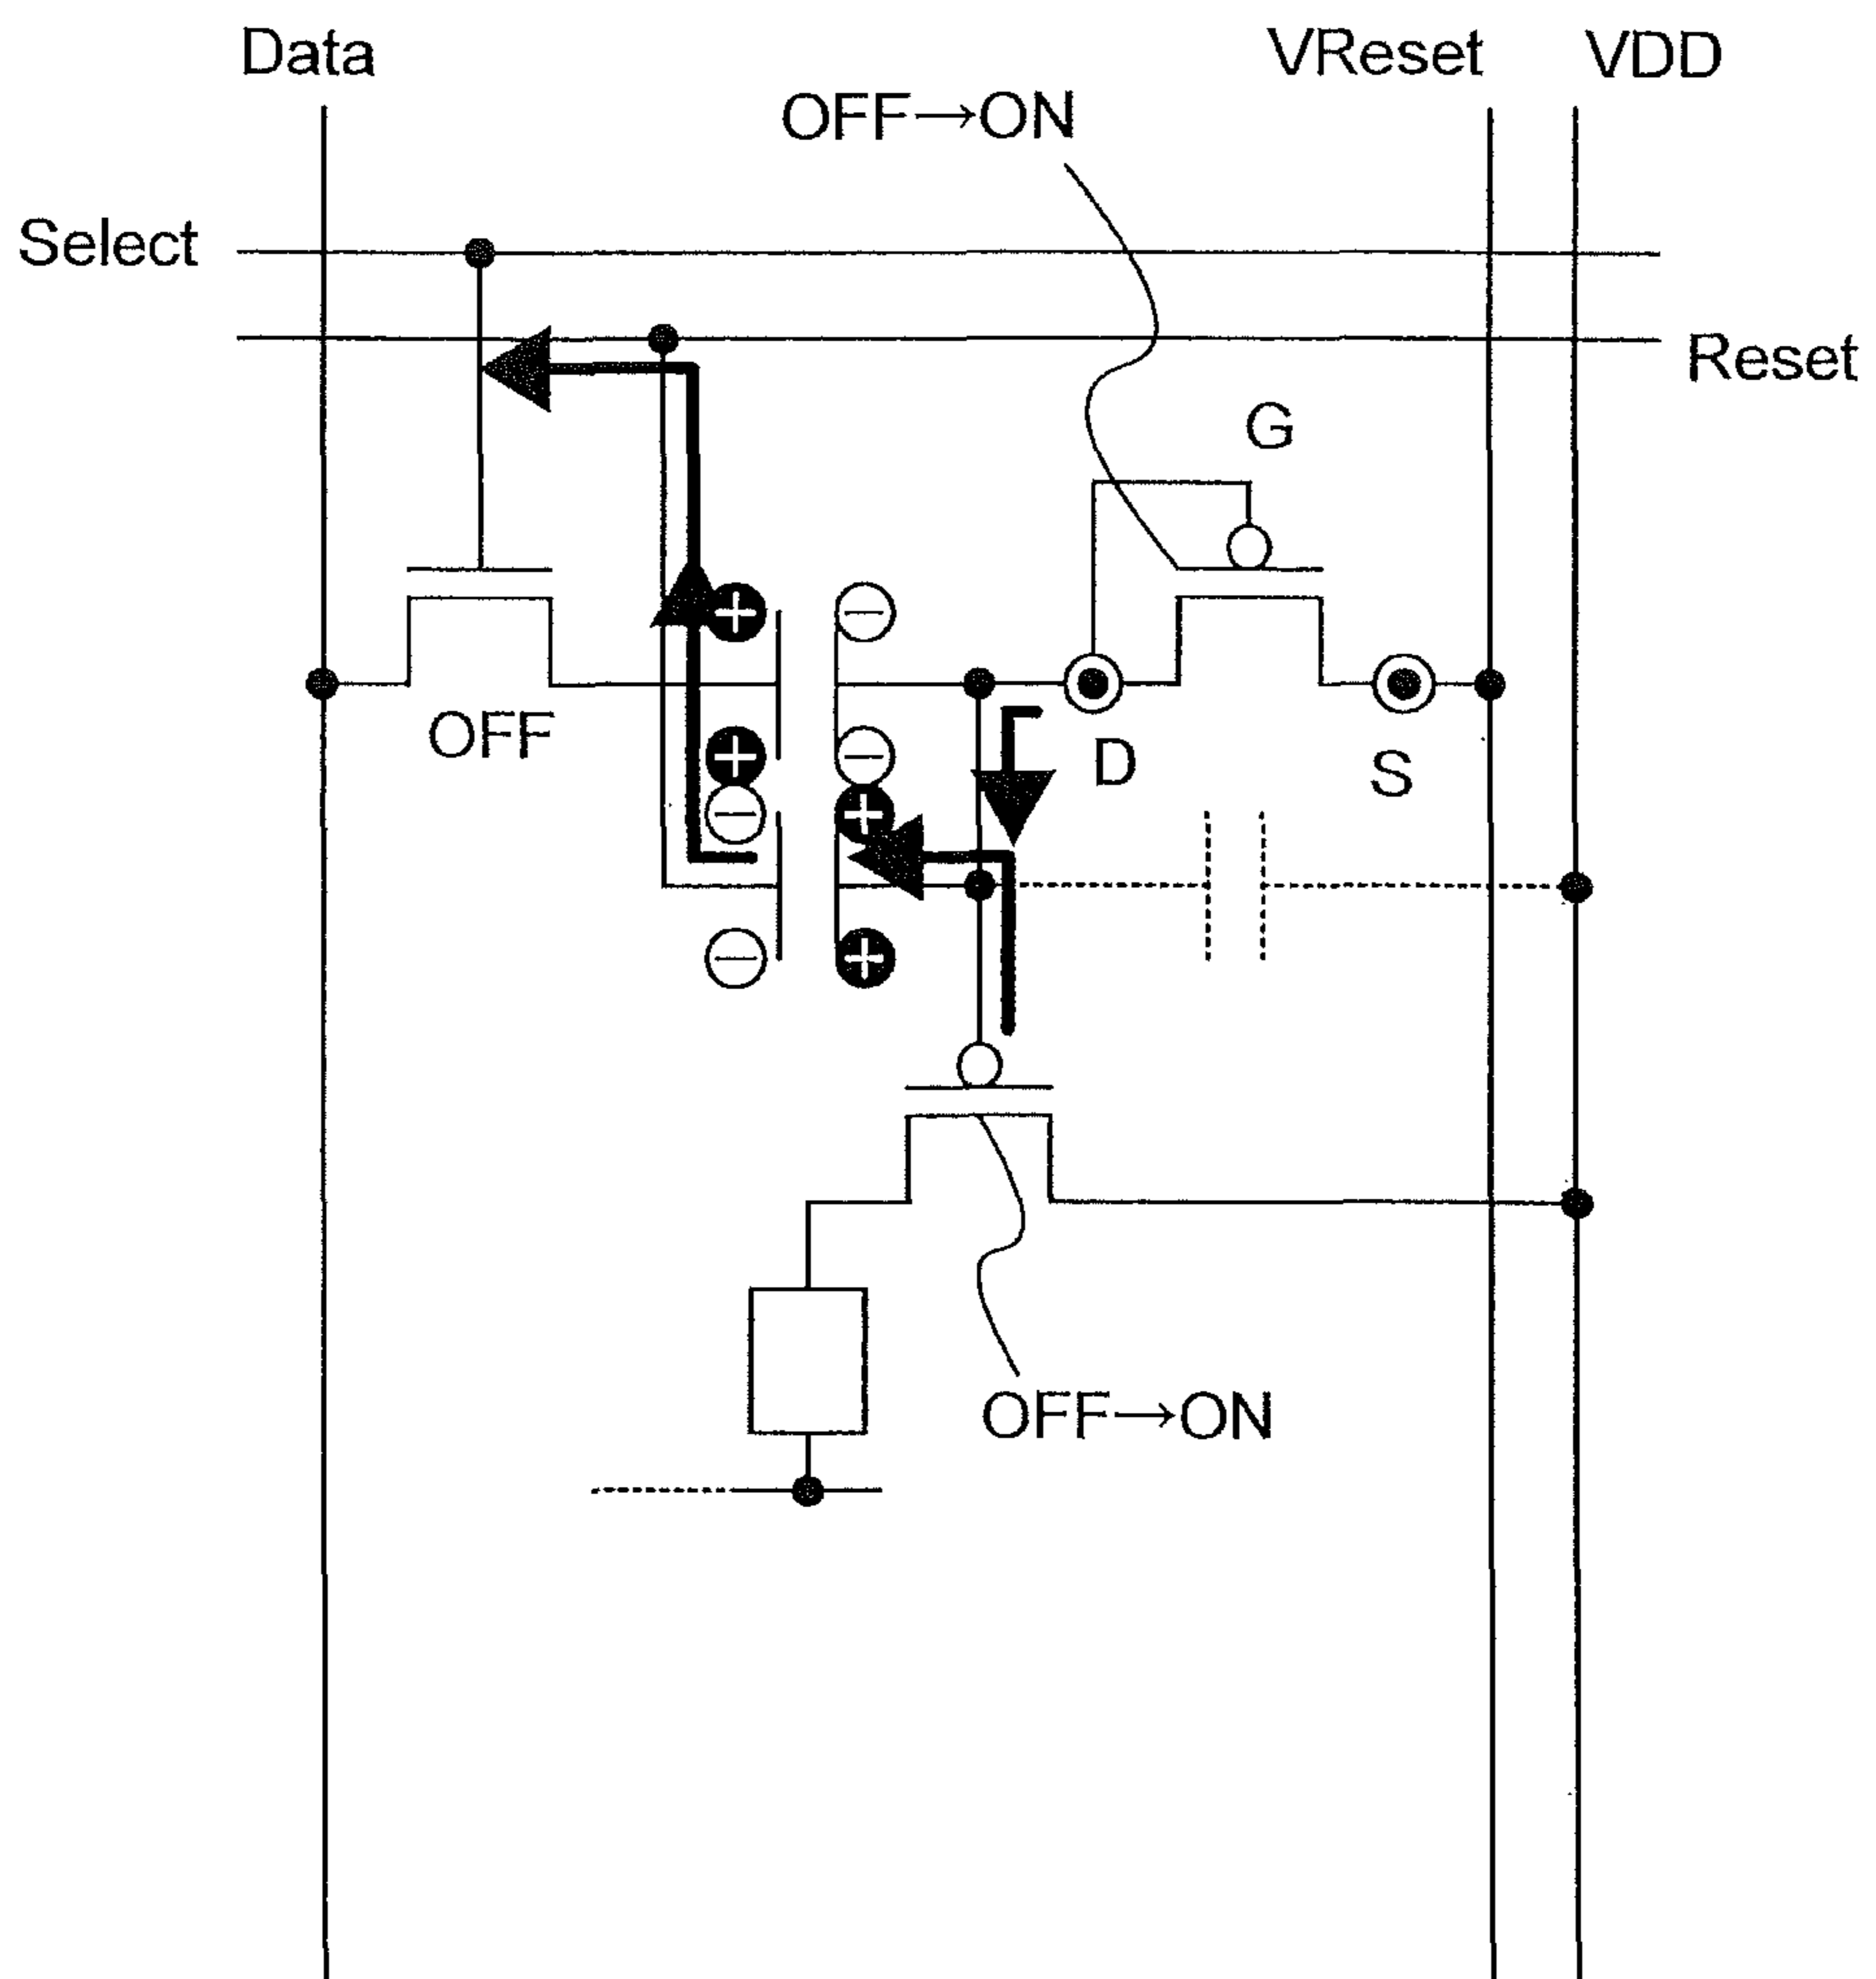 Data
VReset
VDD
OFF→ON
Select
Reset
G
OFF
D
S
OFF→ON